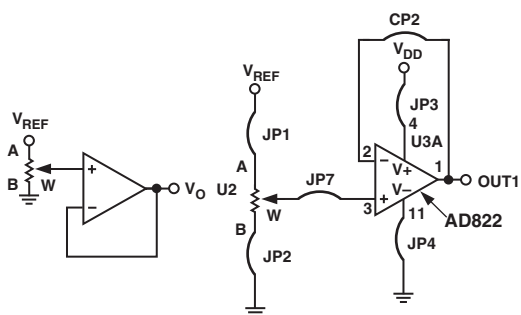 CP2
VDD
VREF
JP3
4
VREF
JP1
U3A
A
A
2
−
V+
1
+
JP7
OUT1
B
W
VO
U2
V−
W
3
+
11
−
B
AD822
JP2
JP4